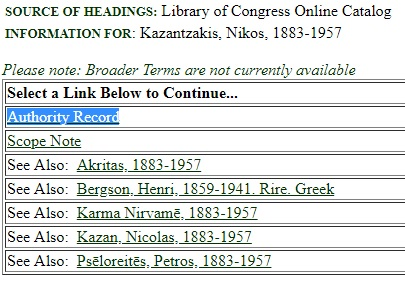 SOURCE OF HEADINGS: Library of Congress Online Catalog
INFORMATION FOR: Kazantzakis, Nikos, 1883-1957
Please note: Broader Terms are not currently available
Select a Link Below to Continue...
Authority Record
Scope Note
See Also: Akritas, 1883-1957
See Also: Bergson, Henri, 1859-1941. Rire. Greek
See Also: Karma Nirvamē, 1883-1957
See Also: Kazan, Nicolas, 1883-1957
See Also: Psēloreitēs, Petros, 1883-1957